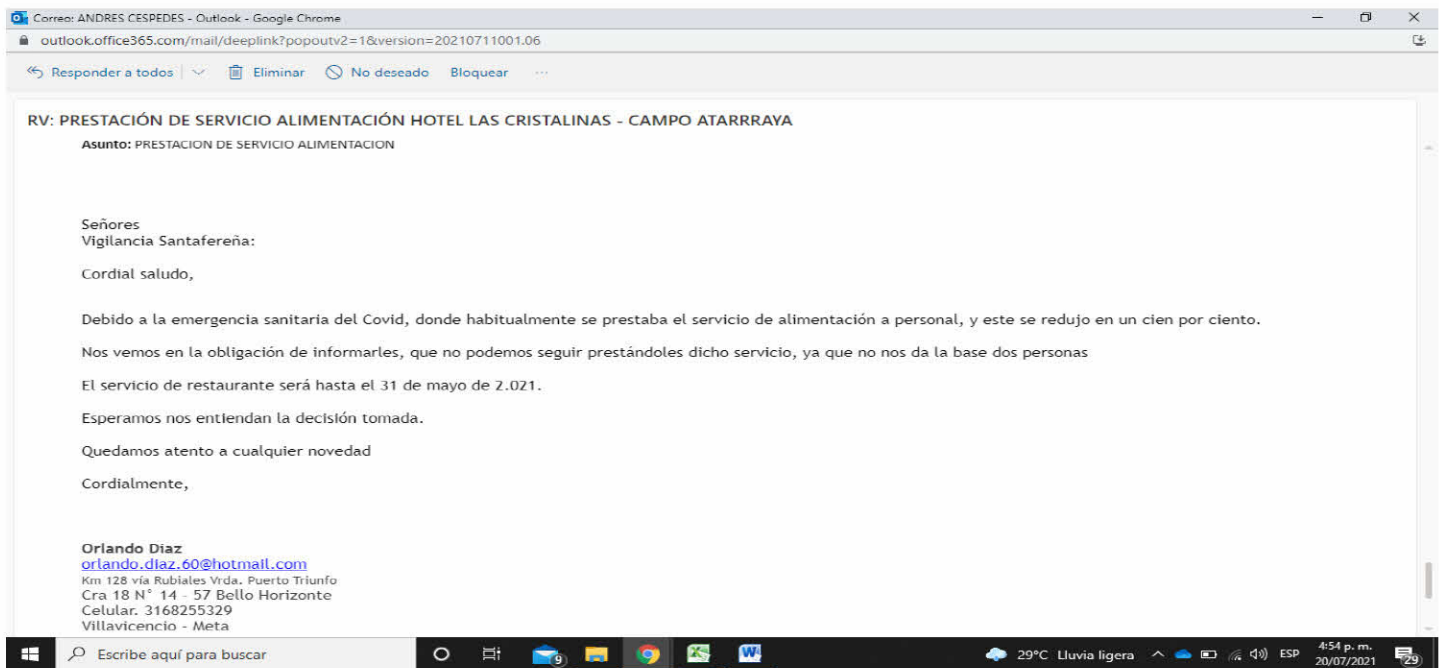 Correo: ANDRES CESPEDES - Outlook - Google Chrome
outlook.office365.com/mail/deeplink?popoutv2=1&version=20210711001.06
Responder a todos Eliminar No deseado Bloquear ...
RV: PRESTACIÓN DE SERVICIO ALIMENTACIÓN HOTEL LAS CRISTALINAS - CAMPO ATARRRAYA
Asunto: PRESTACION DE SERVICIO ALIMENTACION
Señores
Vigilancia Santafereña:
Cordial saludo,
Debido a la emergencia sanitaria del Covid, donde habitualmente se prestaba el servicio de alimentación a personal, y este se redujo en un cien por ciento.
Nos vemos en la obligación de informarles, que no podemos seguir prestándoles dicho servicio, ya que no nos da la base dos personas
El servicio de restaurante será hasta el 31 de mayo de 2.021.
Esperamos nos entiendan la decisión tomada.
Quedamos atento a cualquier novedad
Cordialmente,
Orlando Diaz
orlando.diaz.60@hotmail.com
Km 128 vía Rubiales Vrda. Puerto Triunfo
Cra 18 N° 14 - 57 Bello Horizonte
Celular. 3168255329
Villavicencio - Meta
Escribe aquí para buscar
9
29°C Lluvia ligera
ESP
4:54 p. m.
20/07/2021
29